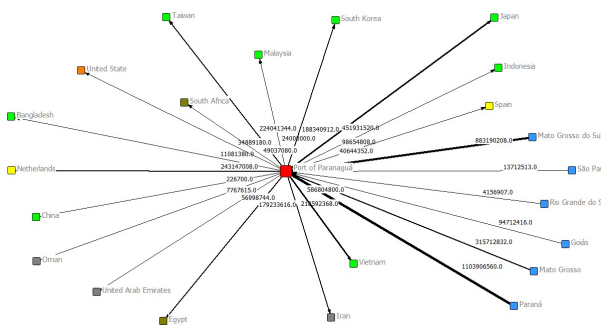 Taiwan
South Korea
Japan
Malaysia
United State
Indonesia
South Africa
Spain
Bangladesh
224041344.0
24000000.0
188340912.0
451931520.0
Mato Grosso do Su
34889180.0
98654808.0
883190208.0
11081380.0
49037080.0
40644352.0
Netherlands
243147008.0
Port of Paranaguá
13712513.0
São Pau
226700.0
586804800.0
7767615.0
4156907.0
56998744.0
212592368.0
179233616.0
Rio Grande do S
China
94712416.0
Goiás
315712832.0
Oman
Vietnam
Mato Grosso
1103906560.0
United Arab Emirates
Paraná
Egypt
Iran